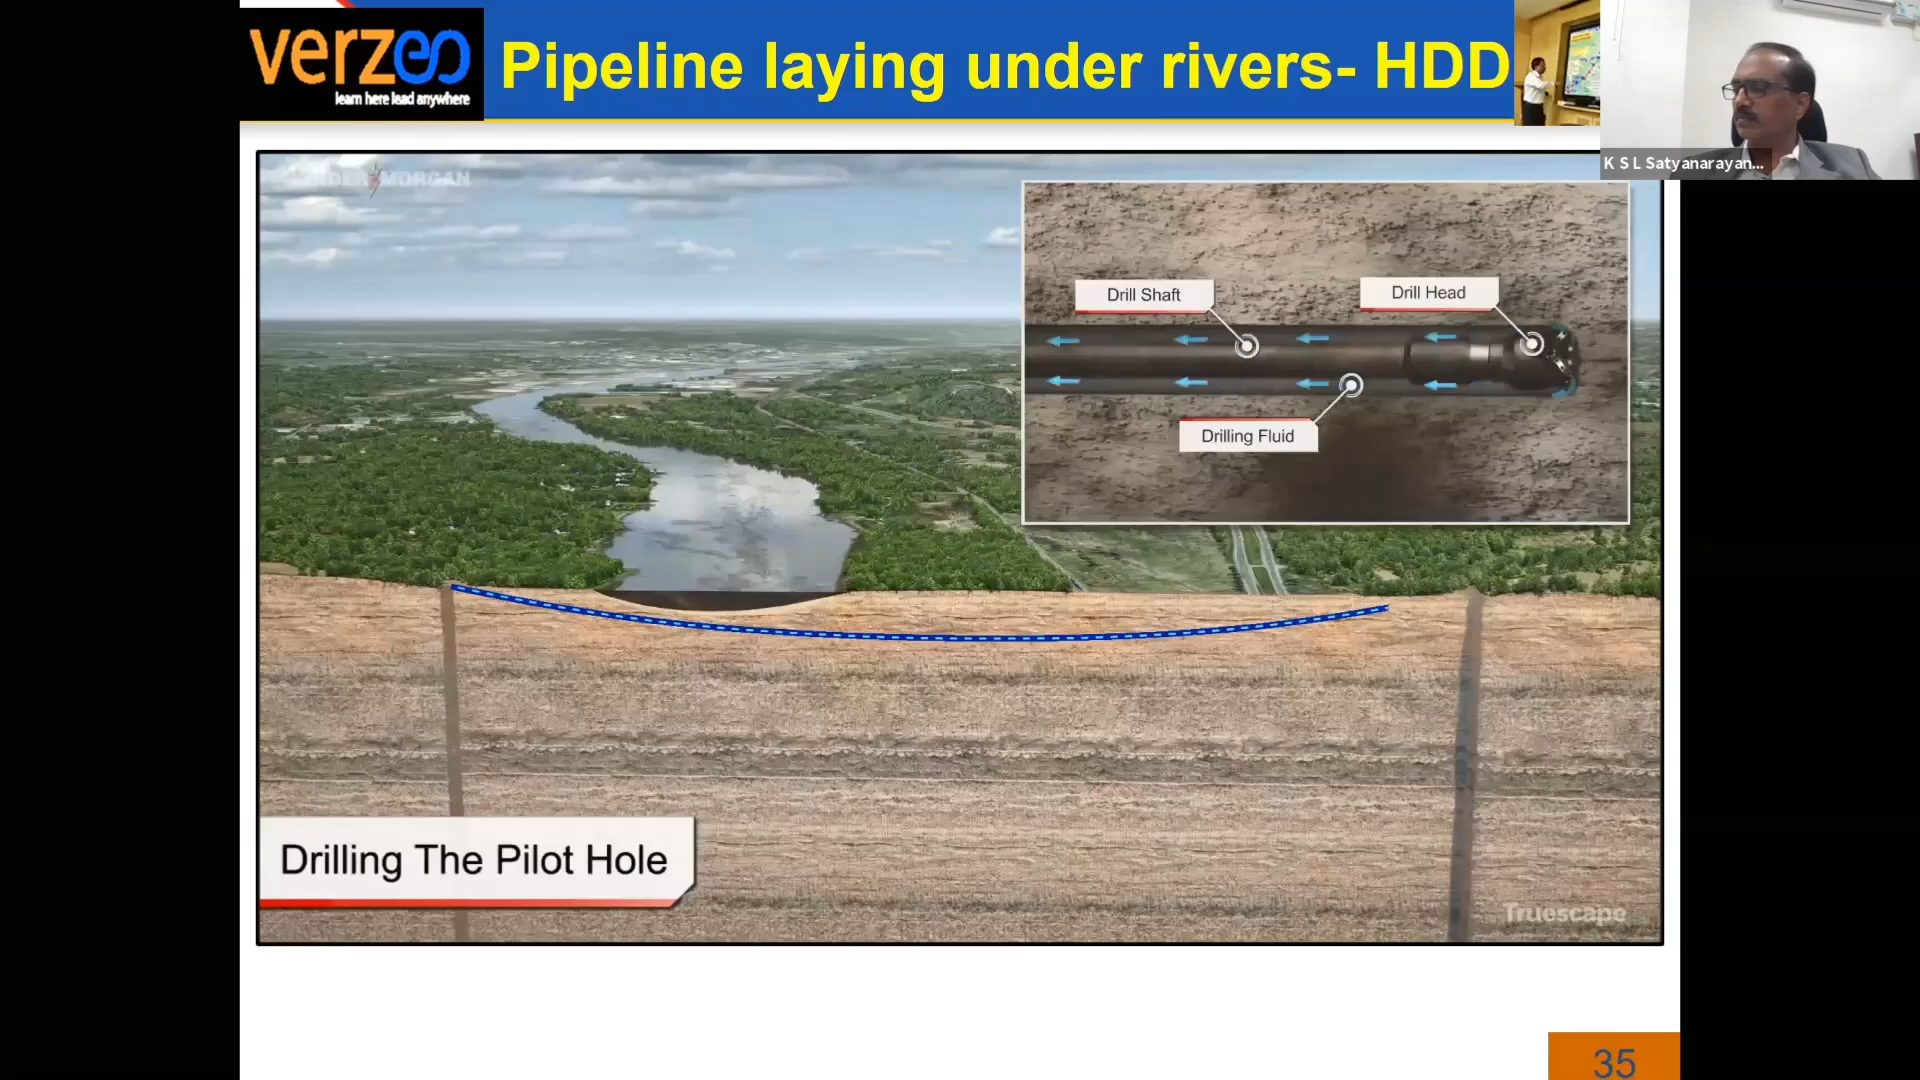 verzeo
learn here lead anywhere
Pipeline laying under rivers- HDD
K S L Satyanarayan...
MORGAN
Drill Shaft
Drill Head
Drilling Fluid
Drilling The Pilot Hole
Truescape
35